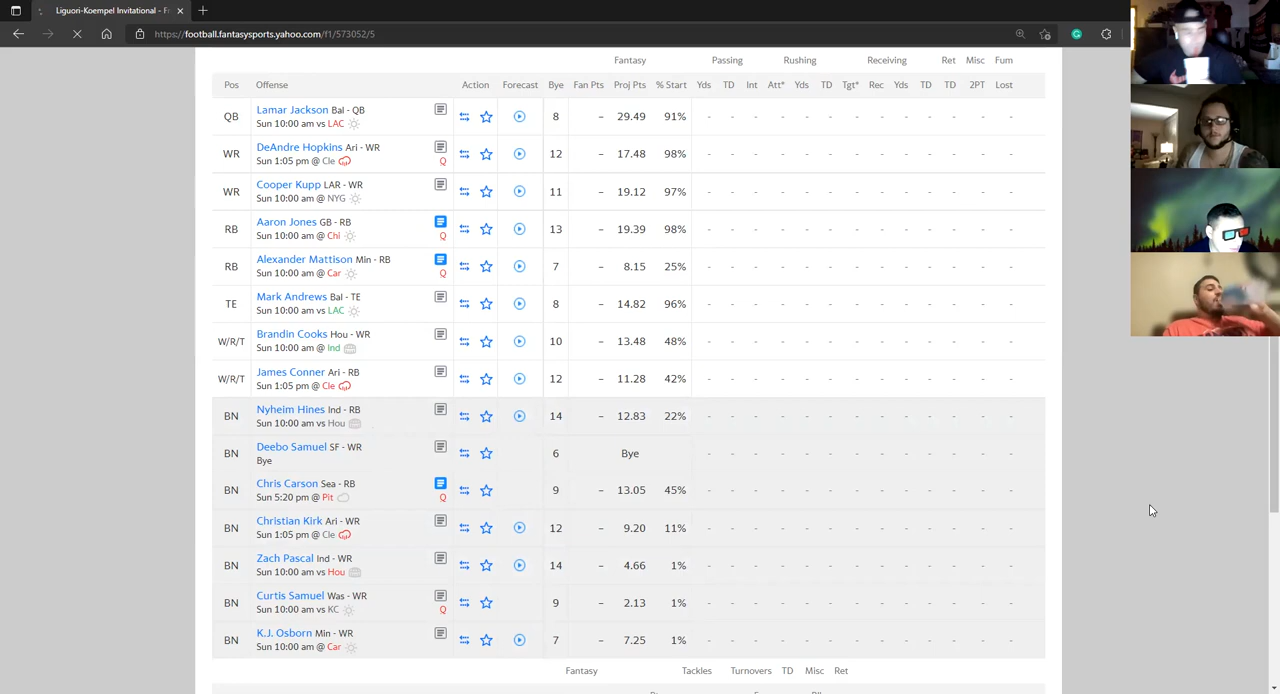 Liguori-Koempel Invitational - Fr
https://football.fantasysports.yahoo.com/f1/573052/5
Fantasy Passing Rushing Receiving Ret Misc Fum
Pos Offense Action Forecast Bye Fan Pts Proj Pts % Start Yds TD Int Att* Yds TD Tgt* Rec Yds TD TD 2PT Lost
QB Lamar Jackson Bal - QB 8 – 29.49 91% - - - - - - - - - - - - -
Sun 10:00 am vs LAC
WR DeAndre Hopkins Ari - WR 12 – 17.48 98% - - - - - - - - - - - - -
Sun 1:05 pm @ Cle Q
WR Cooper Kupp LAR - WR 11 – 19.12 97% - - - - - - - - - - - - -
Sun 10:00 am @ NYG
RB Aaron Jones GB - RB 13 – 19.39 98% - - - - - - - - - - - - -
Sun 10:00 am @ Chi Q
RB Alexander Mattison Min - RB 7 – 8.15 25% - - - - - - - - - - - - -
Sun 10:00 am @ Car Q
TE Mark Andrews Bal - TE 8 – 14.82 96% - - - - - - - - - - - - -
Sun 10:00 am vs LAC
W/R/T Brandin Cooks Hou - WR 10 – 13.48 48% - - - - - - - - - - - - -
Sun 10:00 am @ Ind
W/R/T James Conner Ari - RB 12 – 11.28 42% - - - - - - - - - - - - -
Sun 1:05 pm @ Cle
BN Nyheim Hines Ind - RB 14 – 12.83 22% - - - - - - - - - - - - -
Sun 10:00 am vs Hou
BN Deebo Samuel SF - WR 6 Bye - - - - - - - - - - - - -
Bye
BN Chris Carson Sea - RB 9 – 13.05 45% - - - - - - - - - - - - -
Sun 5:20 pm @ Pit Q
BN Christian Kirk Ari - WR 12 – 9.20 11% - - - - - - - - - - - - -
Sun 1:05 pm @ Cle
BN Zach Pascal Ind - WR 14 – 4.66 1% - - - - - - - - - - - - -
Sun 10:00 am vs Hou
BN Curtis Samuel Was - WR 9 – 2.13 1% - - - - - - - - - - - - -
Sun 10:00 am vs KC Q
BN K.J. Osborn Min - WR 7 – 7.25 1% - - - - - - - - - - - - -
Sun 10:00 am @ Car
Fantasy Tackles Turnovers TD Misc Ret